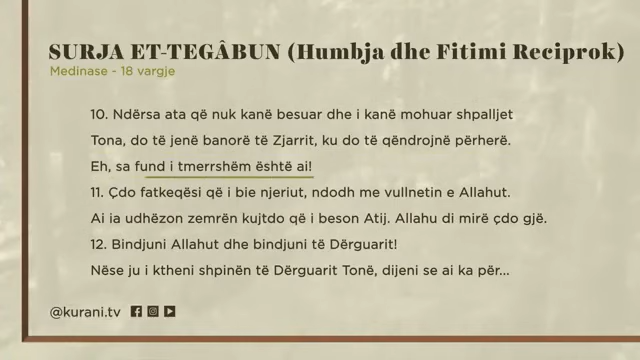 SURJA ET-TEGÂBUN (Humbja dhe Fitimi Reciprok)
Medinase - 18 vargje
10. Ndërsa ata që nuk kanë besuar dhe i kanë mohuar shpalljet
Tona, do të jenë banorë të Zjarrit, ku do të qëndrojnë përherë.
Eh, sa fund i tmerrshëm është ai!
11. Çdo fatkeqësi që i bie njeriut, ndodh me vullnetin e Allahut.
Ai ia udhëzon zemrën kujtdo që i beson Atij. Allahu di mirë çdo gjë.
12. Bindjuni Allahut dhe bindjuni të Dërguarit!
Nëse ju i ktheni shpinën të Dërguarit Tonë, dijeni se ai ka për...
@kurani.tv